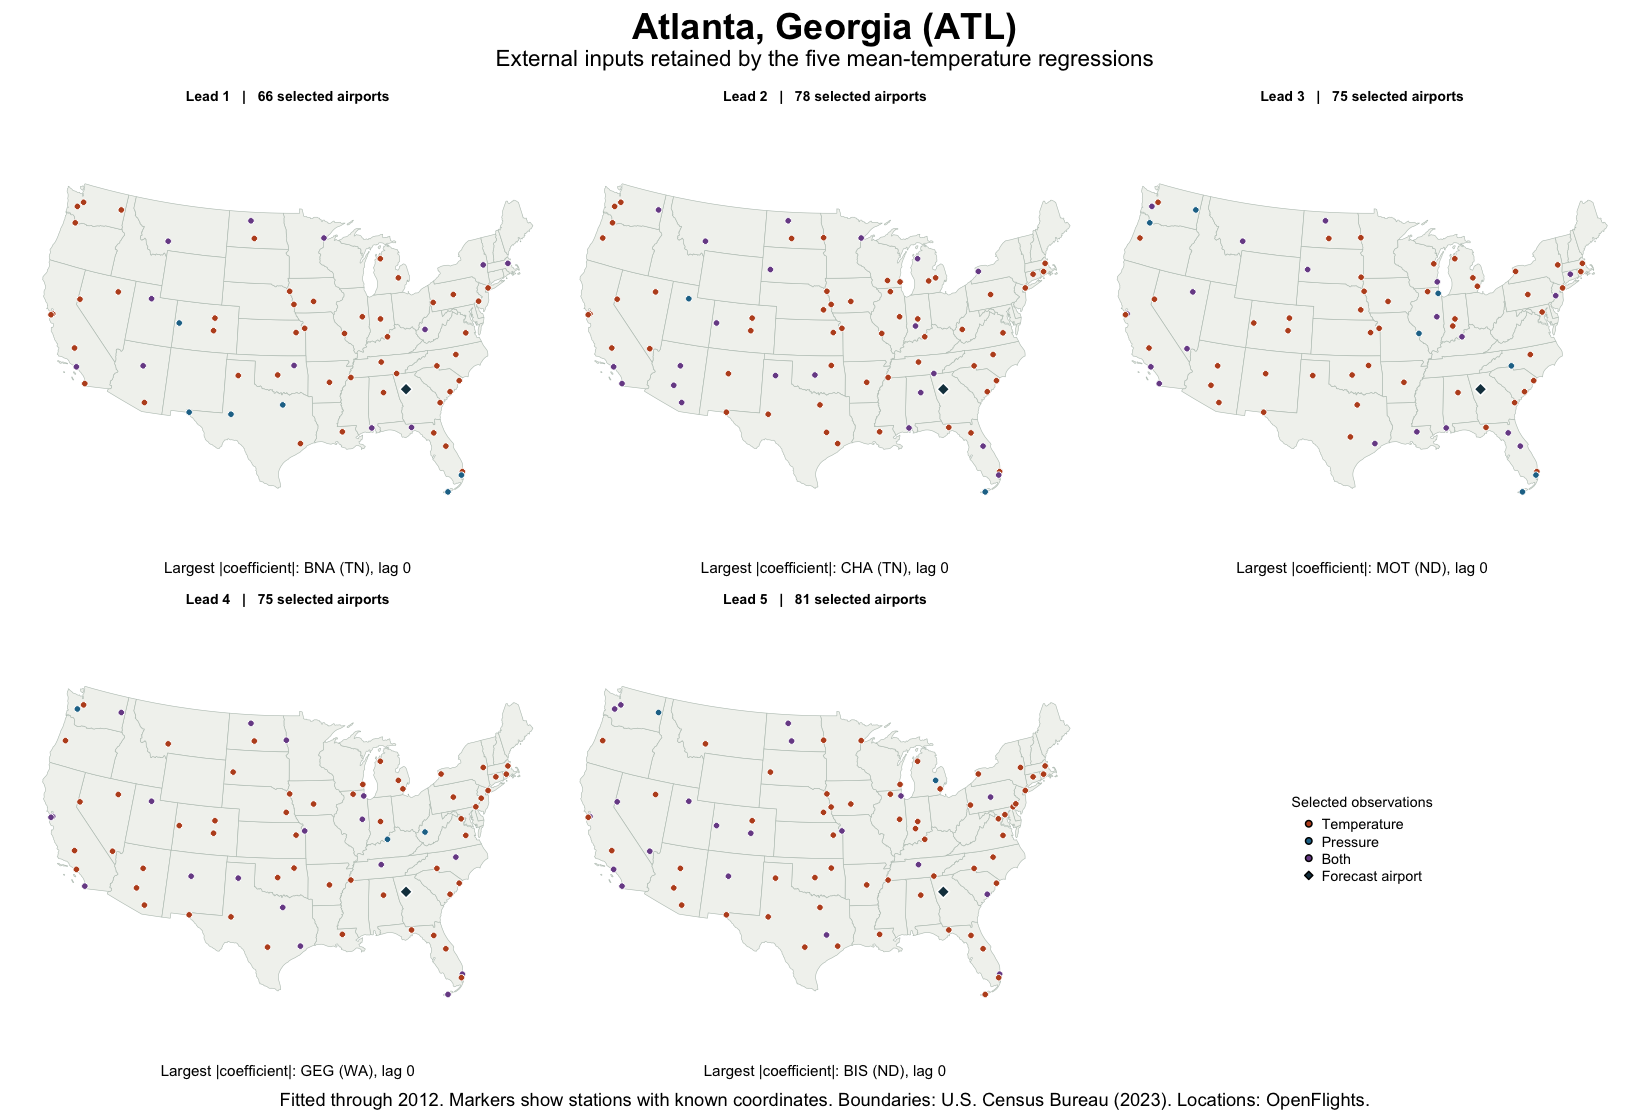 Atlanta, Georgia (ATL)
External inputs retained by the five mean-temperature regressions
Lead 1 | 66 selected airports
Lead 2 | 78 selected airports
Lead 3 | 75 selected airports
Largest |coefficient|: BNA (TN), lag 0
Largest |coefficient|: CHA (TN), lag 0
Largest |coefficient|: MOT (ND), lag 0
Lead 4 | 75 selected airports
Lead 5 | 81 selected airports
Selected observations
Temperature
Pressure
Both
Forecast airport
Largest |coefficient|: GEG (WA), lag 0
Largest |coefficient|: BIS (ND), lag 0
Fitted through 2012. Markers show stations with known coordinates. Boundaries: U.S. Census Bureau (2023). Locations: OpenFlights.